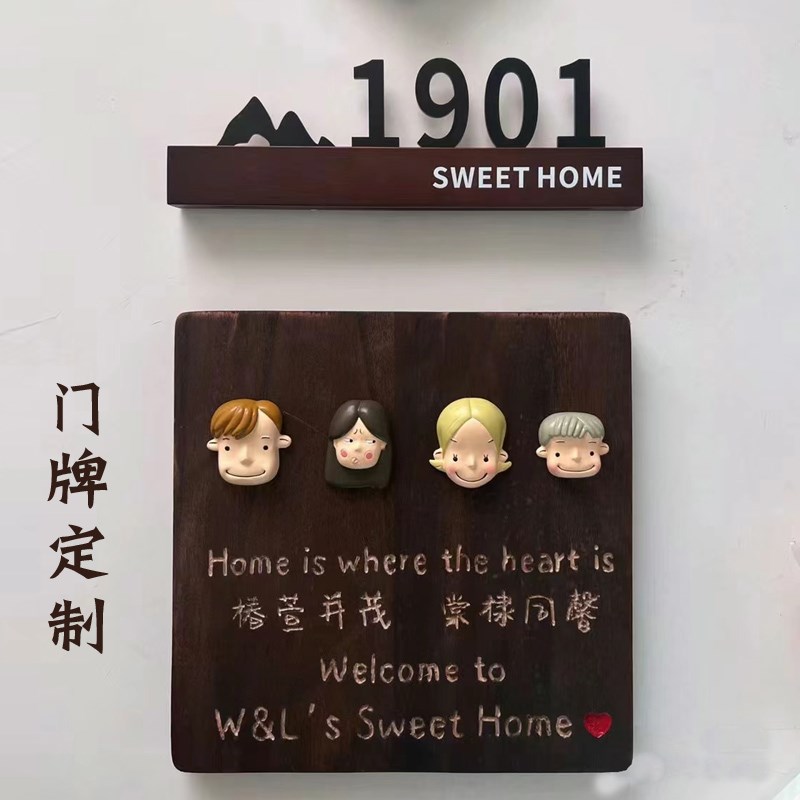 1901
SWEET HOME
门牌定制
Home is where the heart is
椿萱并茂 棠棣同馨
Welcome to
W&L's Sweet Home